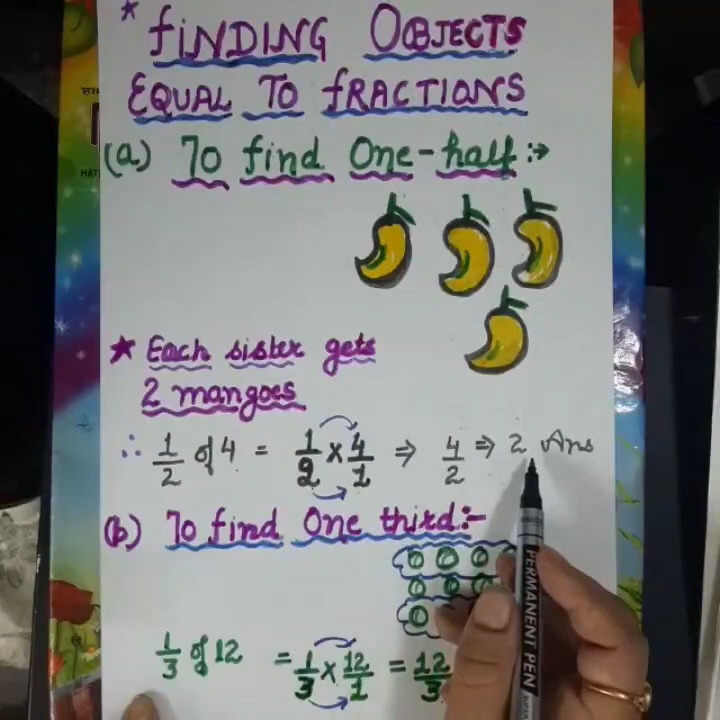 * FINDING OBJECTS
EQUAL TO FRACTIONS
(a) To find One-half:→
★ Each sister gets
2 mangoes
∴ 1/2 of 4 = 1/2 × 4/1 ⇒ 4/2 ⇒ 2 Ans
(b) To find One third:-
1/3 of 12 = 1/3 × 12/1 = 12/3
PERMANENT PEN